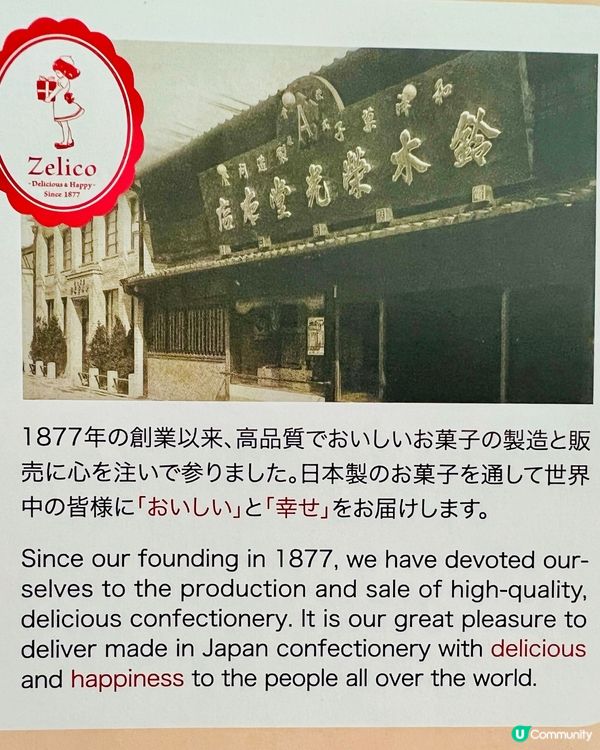 Zelico
- Delicious & Happy -
Since 1877
和洋菓子製造問屋
鈴木榮光堂本店
1877年の創業以来、高品質でおいしいお菓子の製造と販
売に心を注いで参りました。日本製のお菓子を通して世界
中の皆様に「おいしい」と「幸せ」をお届けします。
Since our founding in 1877, we have devoted our-
selves to the production and sale of high-quality,
delicious confectionery. It is our great pleasure to
deliver made in Japan confectionery with delicious
and happiness to the people all over the world.
U Community